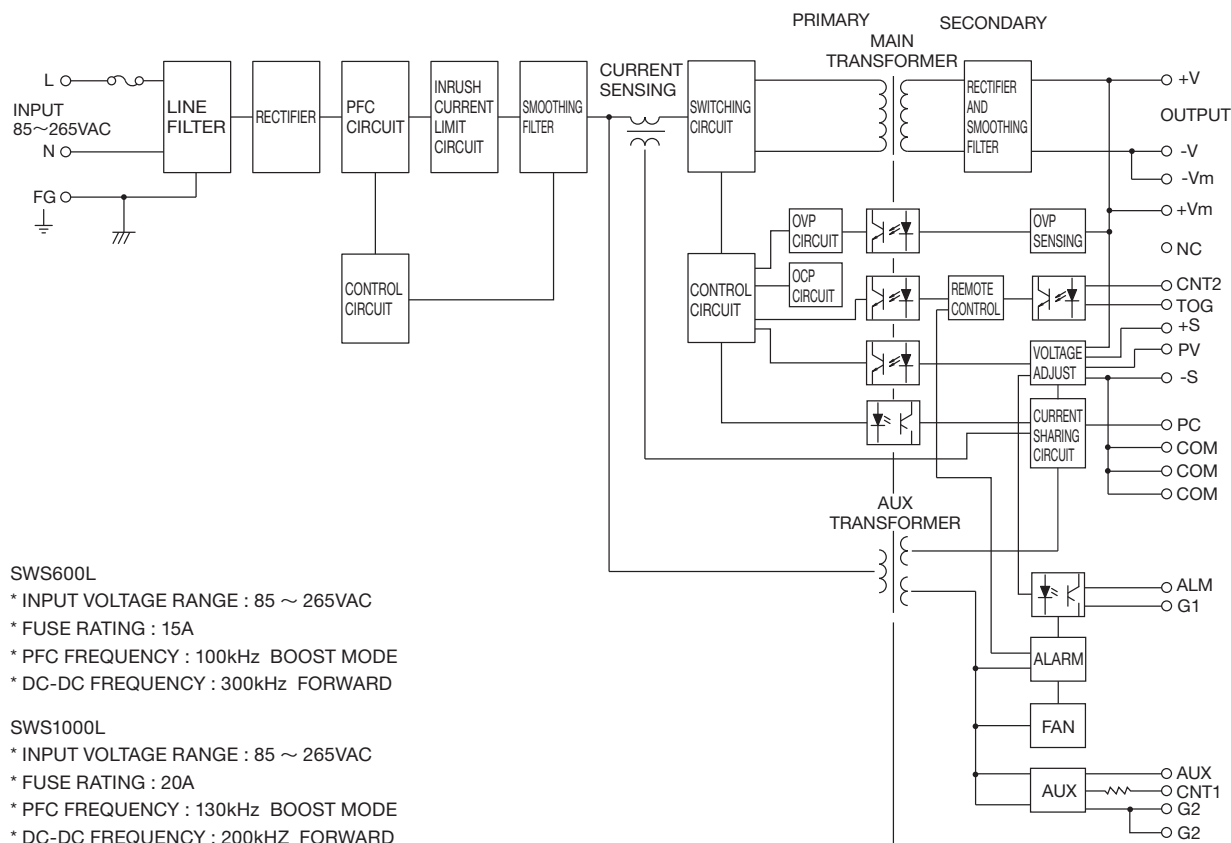 PRIMARY
SECONDARY
MAIN
TRANSFORMER
L
INPUT
85～265VAC
N
FG
LINE
FILTER
RECTIFIER
PFC
CIRCUIT
INRUSH
CURRENT
LIMIT
CIRCUIT
SMOOTHING
FILTER
CURRENT
SENSING
SWITCHING
CIRCUIT
RECTIFIER
AND
SMOOTHING
FILTER
+V
OUTPUT
-V
-Vm
+Vm
NC
CNT2
TOG
+S
PV
-S
PC
COM
COM
COM
CONTROL
CIRCUIT
CONTROL
CIRCUIT
OVP
CIRCUIT
OCP
CIRCUIT
OVP
SENSING
REMOTE
CONTROL
VOLTAGE
ADJUST
CURRENT
SHARING
CIRCUIT
AUX
TRANSFORMER
ALM
G1
ALARM
FAN
AUX
AUX
CNT1
G2
G2
SWS600L
* INPUT VOLTAGE RANGE : 85 ～ 265VAC
* FUSE RATING : 15A
* PFC FREQUENCY : 100kHz BOOST MODE
* DC-DC FREQUENCY : 300kHz FORWARD
SWS1000L
* INPUT VOLTAGE RANGE : 85 ～ 265VAC
* FUSE RATING : 20A
* PFC FREQUENCY : 130kHz BOOST MODE
* DC-DC FREQUENCY : 200kHZ FORWARD